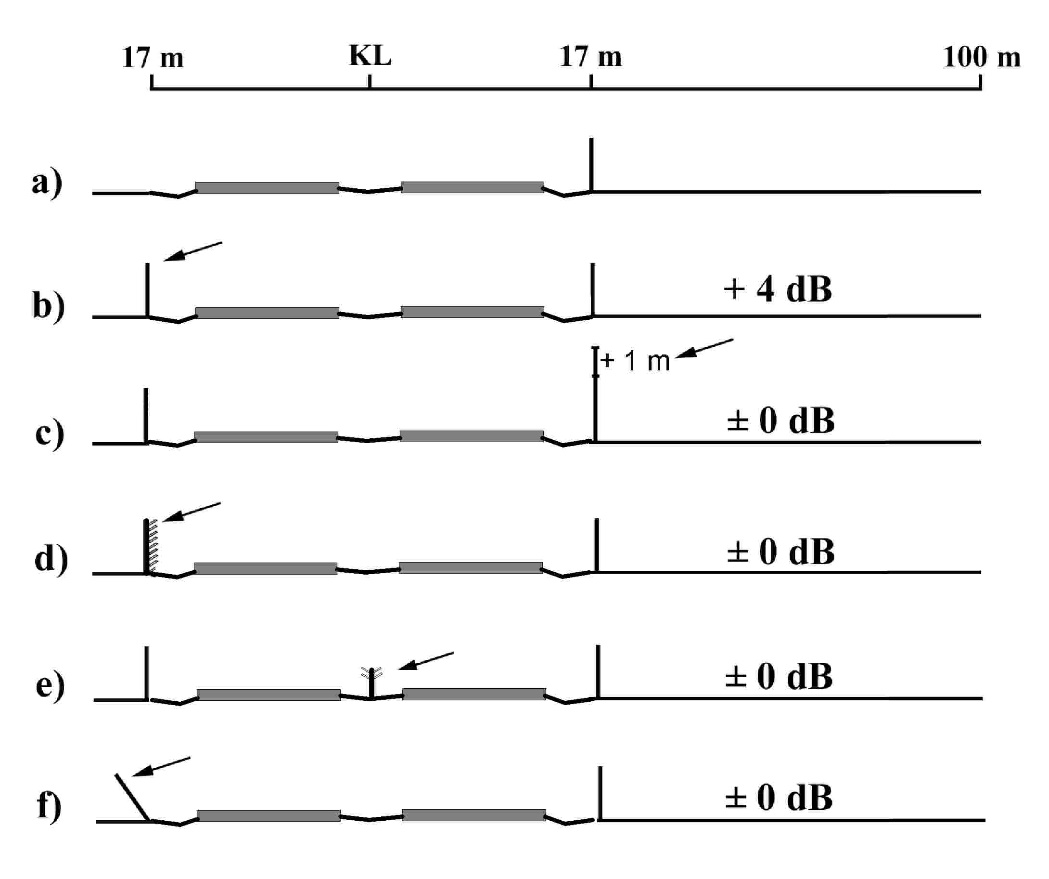 17 m KL 17 m 100 m
a)
b) + 4 dB
+ 1 m
c) ± 0 dB
d) ± 0 dB
e) ± 0 dB
f) ± 0 dB